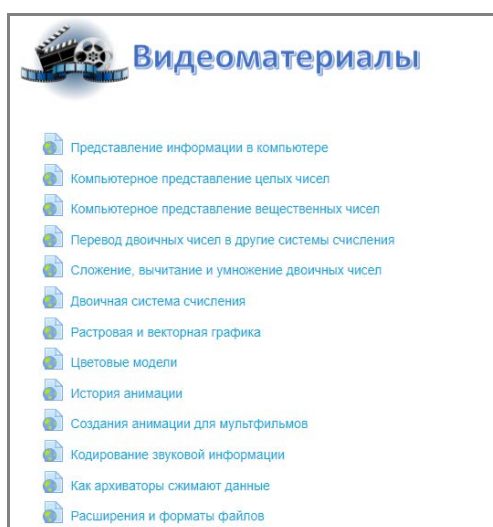 Видеоматериалы
Представление информации в компьютере
Компьютерное представление целых чисел
Компьютерное представление вещественных чисел
Перевод двоичных чисел в другие системы счисления
Сложение, вычитание и умножение двоичных чисел
Двоичная система счисления
Растровая и векторная графика
Цветовые модели
История анимации
Создания анимации для мультфильмов
Кодирование звуковой информации
Как архиваторы сжимают данные
Расширения и форматы файлов